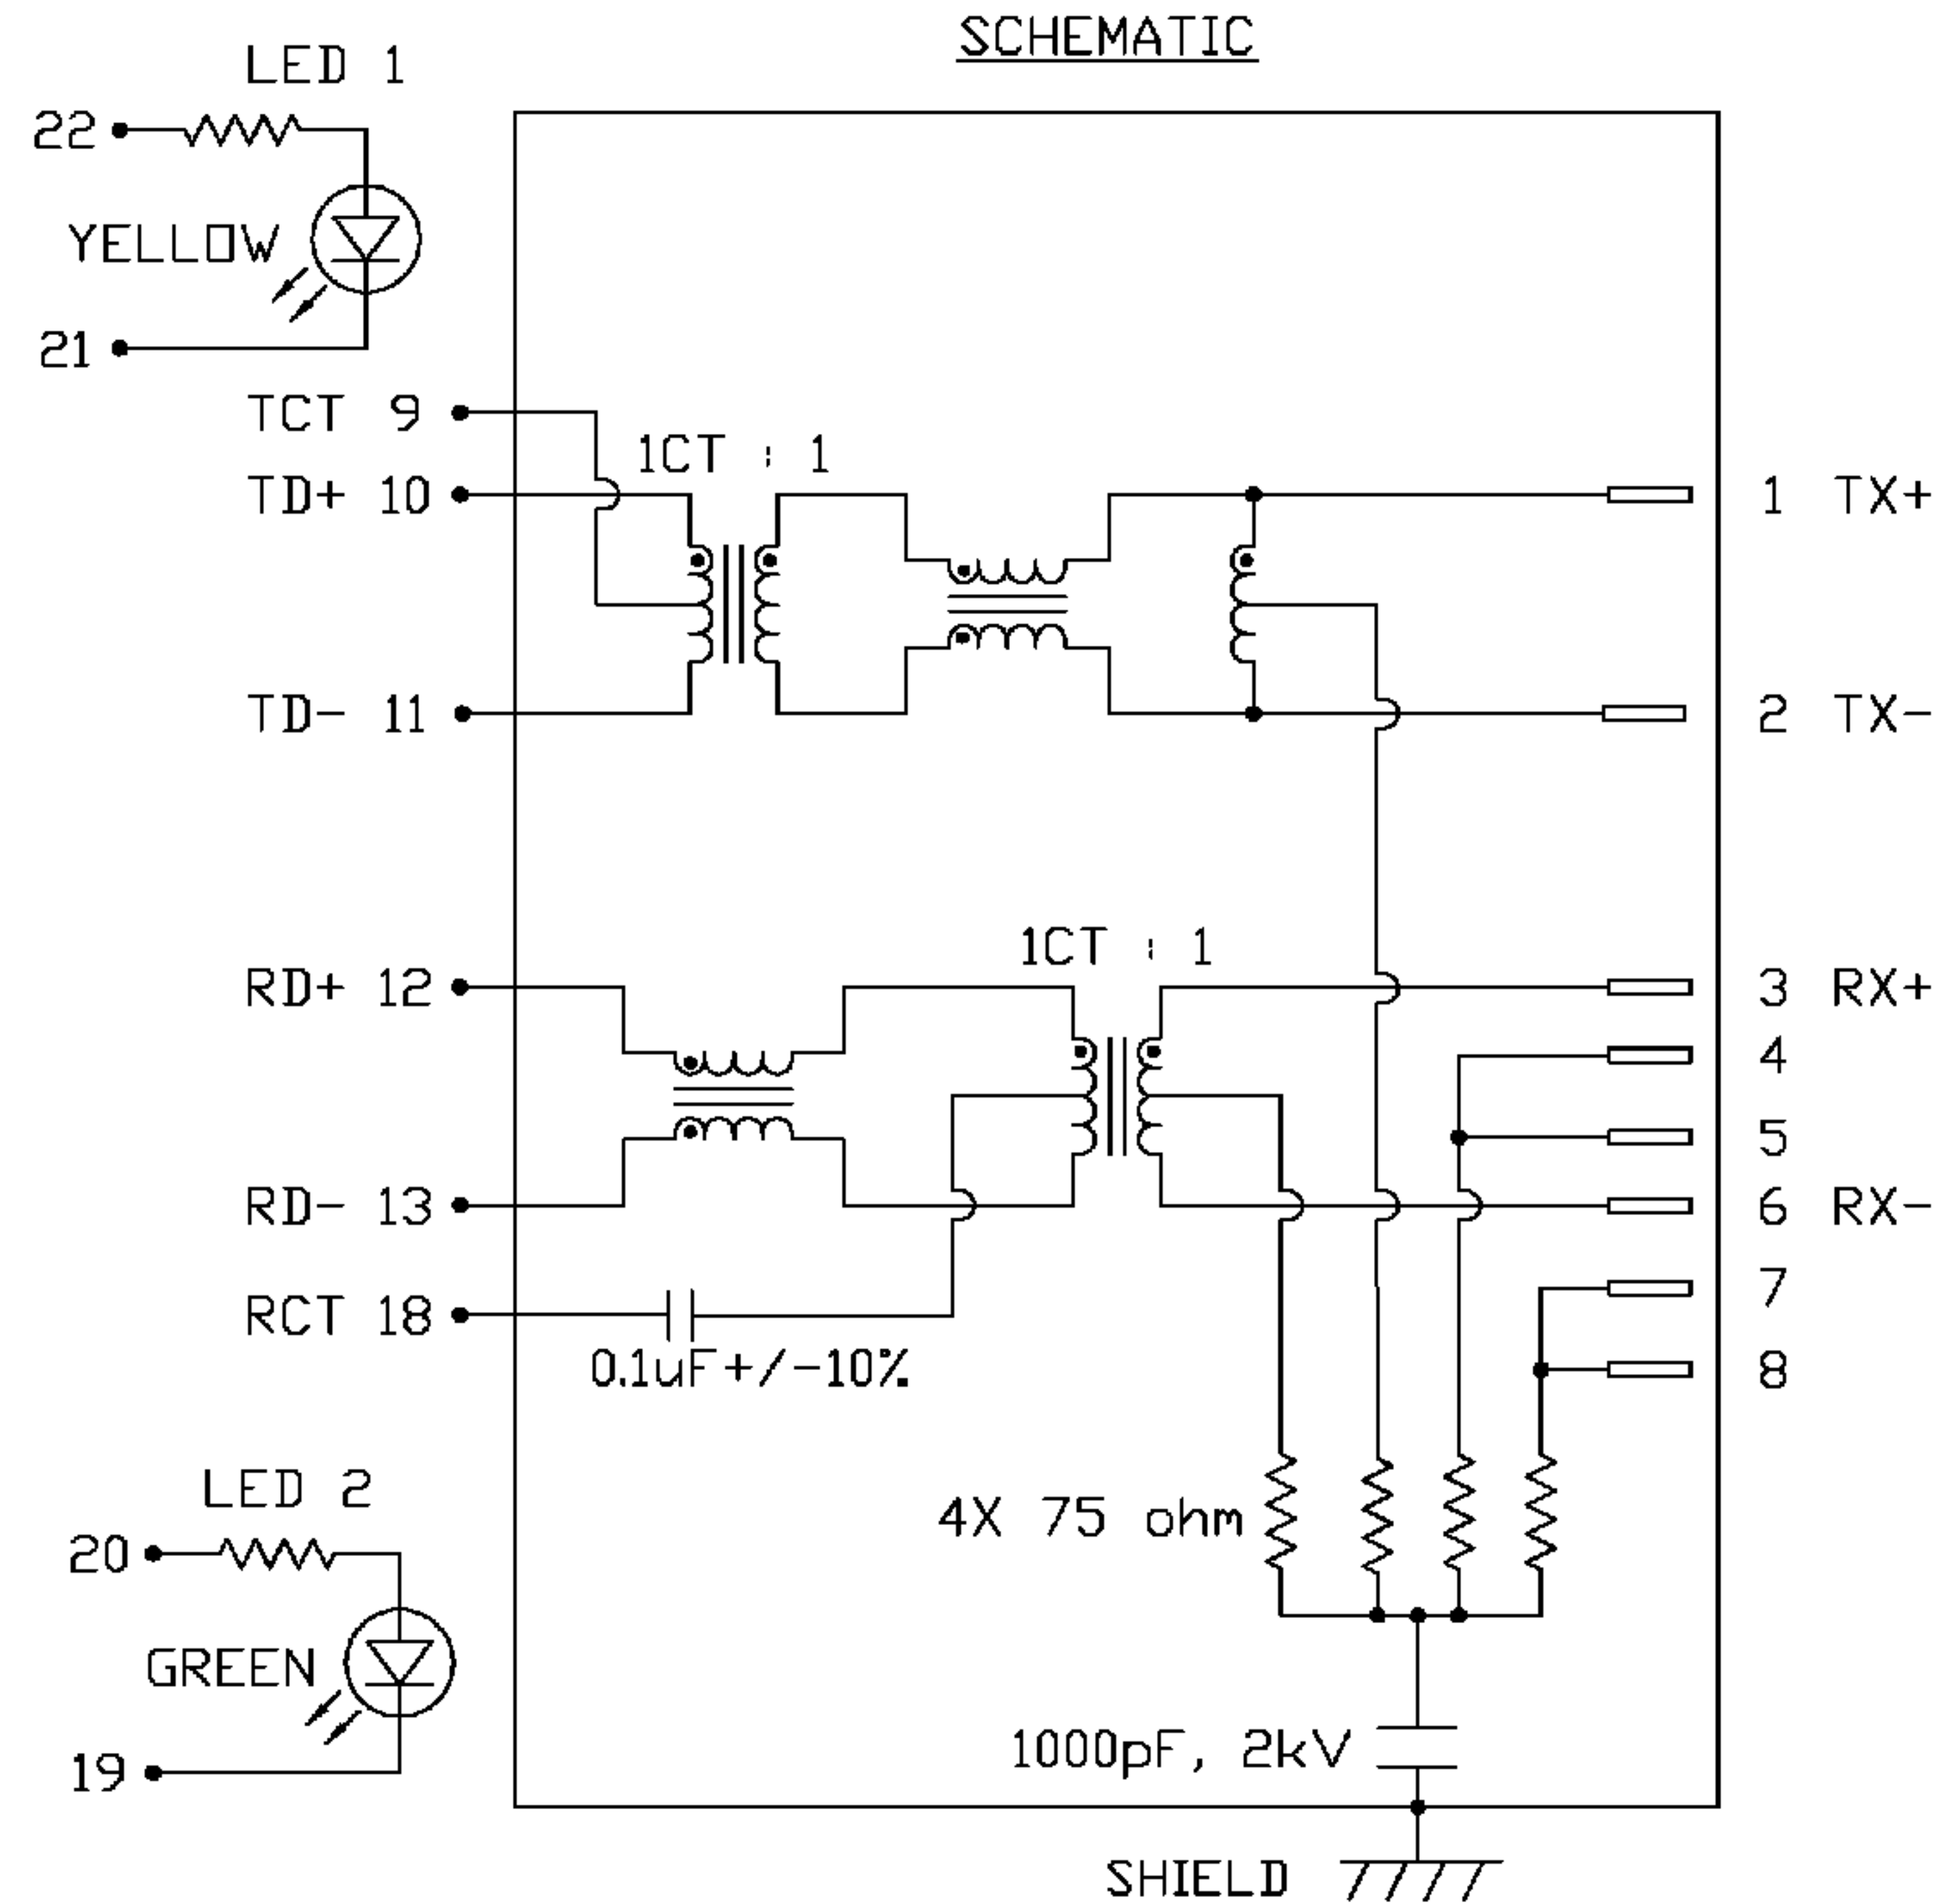 SCHEMATIC
LED 1
22
YELLOW
21
TCT 9
1CT : 1
TD+ 10
1 TX+
TD- 11
2 TX-
1CT : 1
RD+ 12
3 RX+
4
5
RD- 13
6 RX-
7
RCT 18
0.1uF+/-10%
8
LED 2
4X 75 ohm
20
GREEN
1000pF, 2kV
19
SHIELD